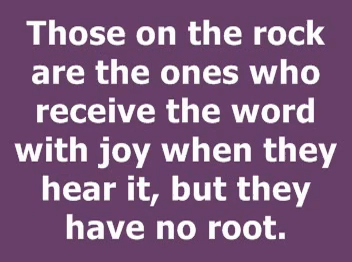 Those on the rock
are the ones who
receive the word
with joy when they
hear it, but they
have no root.